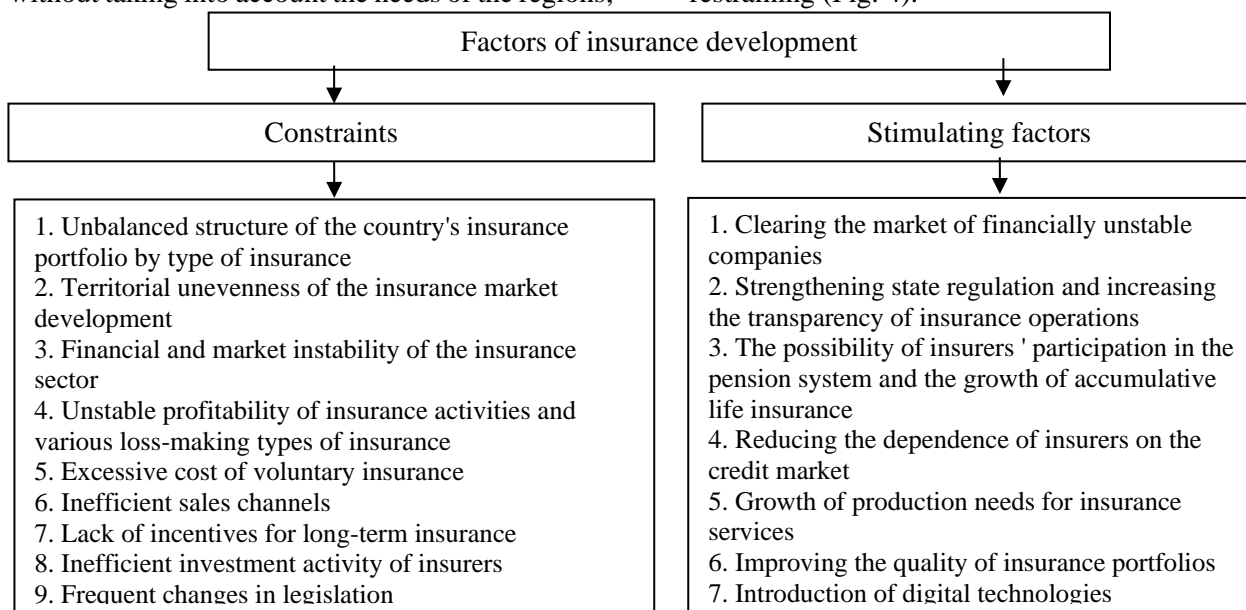 without taking into account the needs of the regions,
restraining (Fig. 4).
Factors of insurance development
Constraints
Stimulating factors
1. Unbalanced structure of the country's insurance
portfolio by type of insurance
2. Territorial unevenness of the insurance market
development
3. Financial and market instability of the insurance
sector
4. Unstable profitability of insurance activities and
various loss-making types of insurance
5. Excessive cost of voluntary insurance
6. Inefficient sales channels
7. Lack of incentives for long-term insurance
8. Inefficient investment activity of insurers
9. Frequent changes in legislation
1. Clearing the market of financially unstable
companies
2. Strengthening state regulation and increasing
the transparency of insurance operations
3. The possibility of insurers ' participation in the
pension system and the growth of accumulative
life insurance
4. Reducing the dependence of insurers on the
credit market
5. Growth of production needs for insurance
services
6. Improving the quality of insurance portfolios
7. Introduction of digital technologies